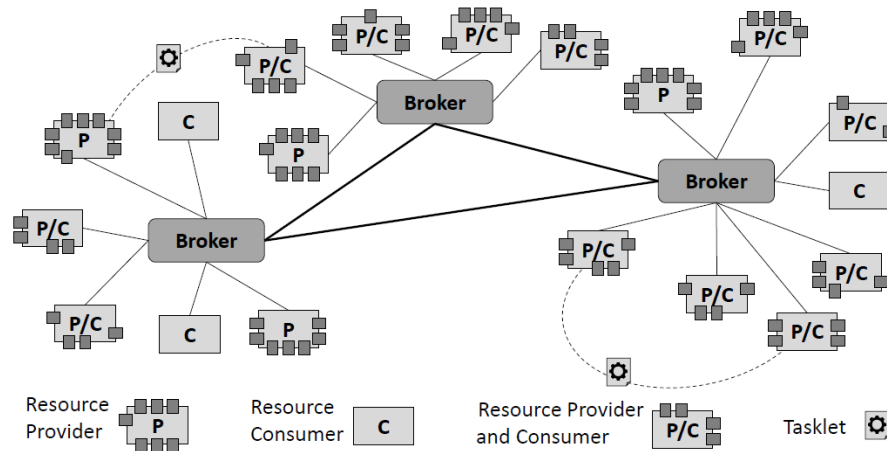 P/C
P/C
P/C
P/C
P/C
P
Broker
P
C
P
P/C
Broker
C
P/C
Broker
P/C
P/C
P/C
P/C
C
P
P/C
Resource
Provider
P
Resource
Consumer
C
Resource Provider
and Consumer
P/C
Tasklet